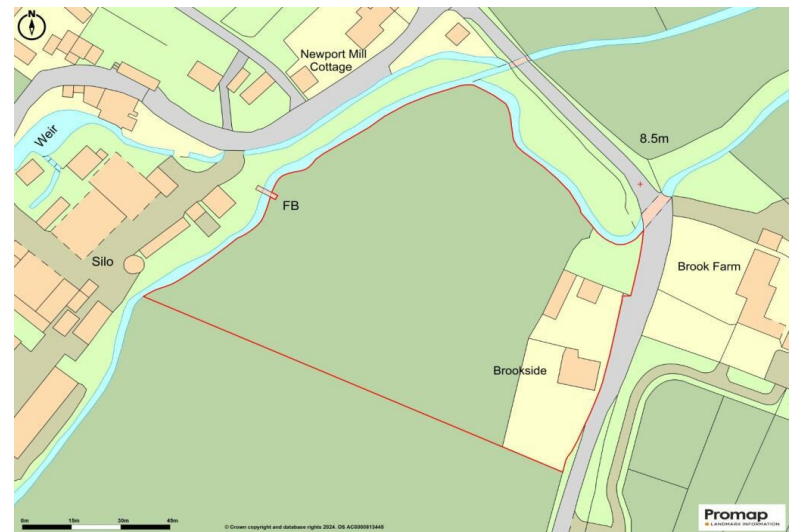 Newport Mill
Cottage
Weir
8.5m
FB
Silo
Brook Farm
Brookside
0m 15m 30m 45m
© Crown copyright and database rights 2024. OS AC0000813445
Promap
LANDMARK INFORMATION